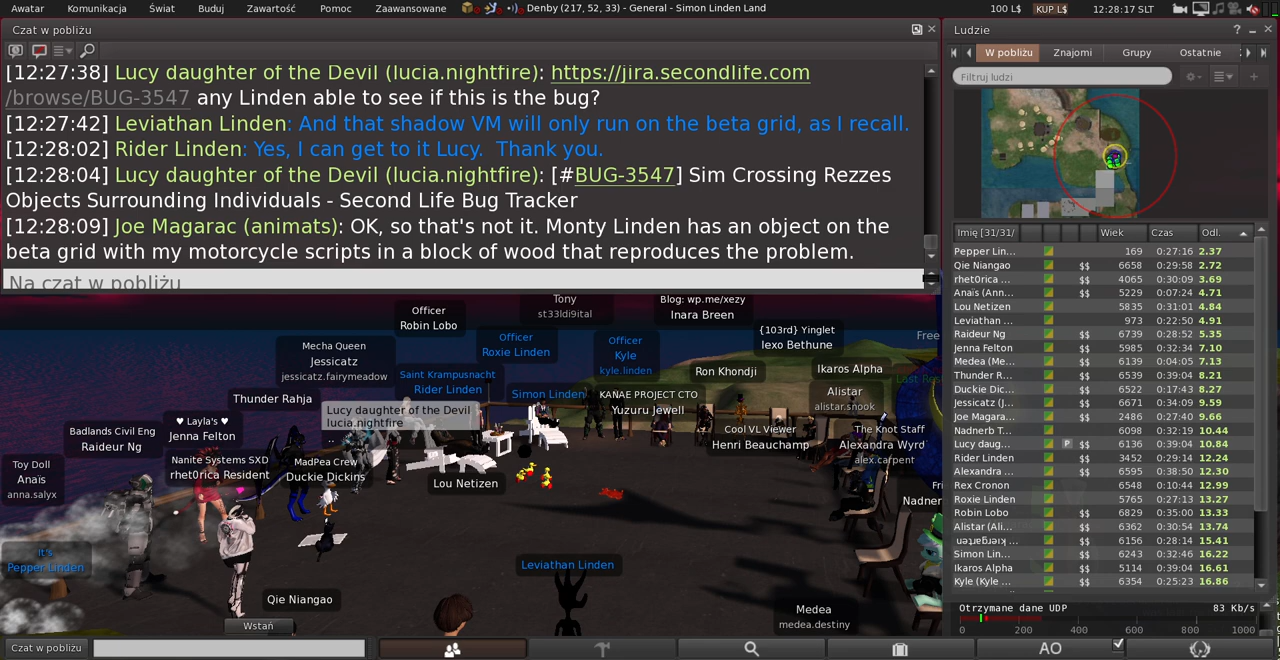 Awatar Komunikacja Świat Buduj Zawartość Pomoc Zaawansowane Denby (217, 52, 33) - General - Simon Linden Land 100 L$ KUP L$ 12:28:17 SLT
Czat w pobliżu
[12:27:38] Lucy daughter of the Devil (lucia.nightfire): https://jira.secondlife.com
/browse/BUG-3547 any Linden able to see if this is the bug?
[12:27:42] Leviathan Linden: And that shadow VM will only run on the beta grid, as I recall.
[12:28:02] Rider Linden: Yes, I can get to it Lucy. Thank you.
[12:28:04] Lucy daughter of the Devil (lucia.nightfire): [#BUG-3547] Sim Crossing Rezzes
Objects Surrounding Individuals - Second Life Bug Tracker
[12:28:09] Joe Magarac (animats): OK, so that's not it. Monty Linden has an object on the
beta grid with my motorcycle scripts in a block of wood that reproduces the problem.
Na czat w pobliżu
Tony
st33ldi9ital
Blog: wp.me/xezy
Inara Breen
Officer
Robin Lobo
{103rd} Yinglet
Iexo Bethune
Free
Officer
Roxie Linden
Officer
Kyle
kyle.linden
Mecha Queen
Jessicatz
jessicatz.fairymeadow
Saint Krampusnacht
Rider Linden
Simon Linden
Ron Khondji
Ikaros Alpha
KANAE PROJECT CTO
Yuzuru Jewell
Alistar
alistar.snook
Thunder Rahja
Lucy daughter of the Devil
lucia.nightfire
♥ Layla's ♥
Jenna Felton
Badlands Civil Eng
Raideur Ng
Cool VL Viewer
Henri Beauchamp
The Knot Staff
Alexandra Wyrd
alex.carpent
Toy Doll
Anaïs
anna.salyx
Nanite Systems SXD
rhet0rica Resident
MadPea Crew
Duckie Dickins
Lou Netizen
Nadner
It's
Pepper Linden
Leviathan Linden
Qie Niangao
Medea
medea.destiny
Wstań
Czat w pobliżu
AO
Ludzie
W pobliżu Znajomi Grupy Ostatnie
Filtruj ludzi
Imię [31/31/ Wiek Czas Odl.
Pepper Lin... 169 0:27:16 2.37
Qie Niangao $$ 6658 0:29:58 2.72
rhet0rica ... $$ 4065 0:30:09 3.69
Anaïs (Ann... $$ 5229 0:07:24 4.71
Lou Netizen 5835 0:31:01 4.84
Leviathan ... 973 0:22:50 4.91
Raideur Ng $$ 6739 0:28:52 5.35
Jenna Felton $$ 5985 0:32:34 7.10
Medea (Me... $$ 6139 0:04:05 7.13
Thunder R... $$ 6539 0:39:04 8.21
Duckie Dic... $$ 6522 0:17:43 8.27
Jessicatz (J... $$ 6671 0:34:09 9.59
Joe Magara... $$ 2486 0:27:40 9.66
Nadnerb T... 6098 0:32:19 10.44
Lucy daug... P $$ 6136 0:39:04 10.84
Rider Linden $$ 3452 0:29:14 12.24
Alexandra ... $$ 6595 0:38:50 12.30
Rex Cronon 6548 0:10:44 12.99
Roxie Linden 5765 0:27:13 13.27
Robin Lobo $$ 6829 0:35:00 13.33
Alistar (Ali... $$ 6362 0:30:54 13.74
$$ 6156 0:28:14 15.41
Simon Lin... $$ 6243 0:32:46 16.22
Ikaros Alpha $$ 5114 0:39:04 16.61
Kyle (Kyle ... $$ 6354 0:25:23 16.86
Otrzymane dane UDP 83 Kb/s
0 200 400 600 800 1000